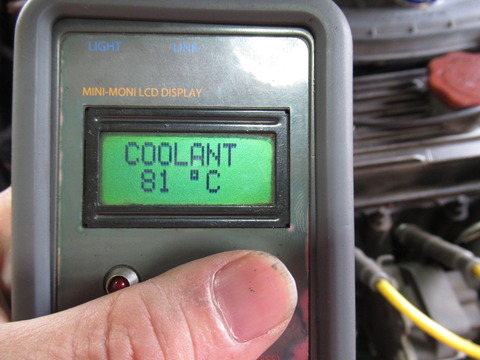 LIGHT LINE
MINI-MONI LCD DISPLAY
COOLANT
81 °C